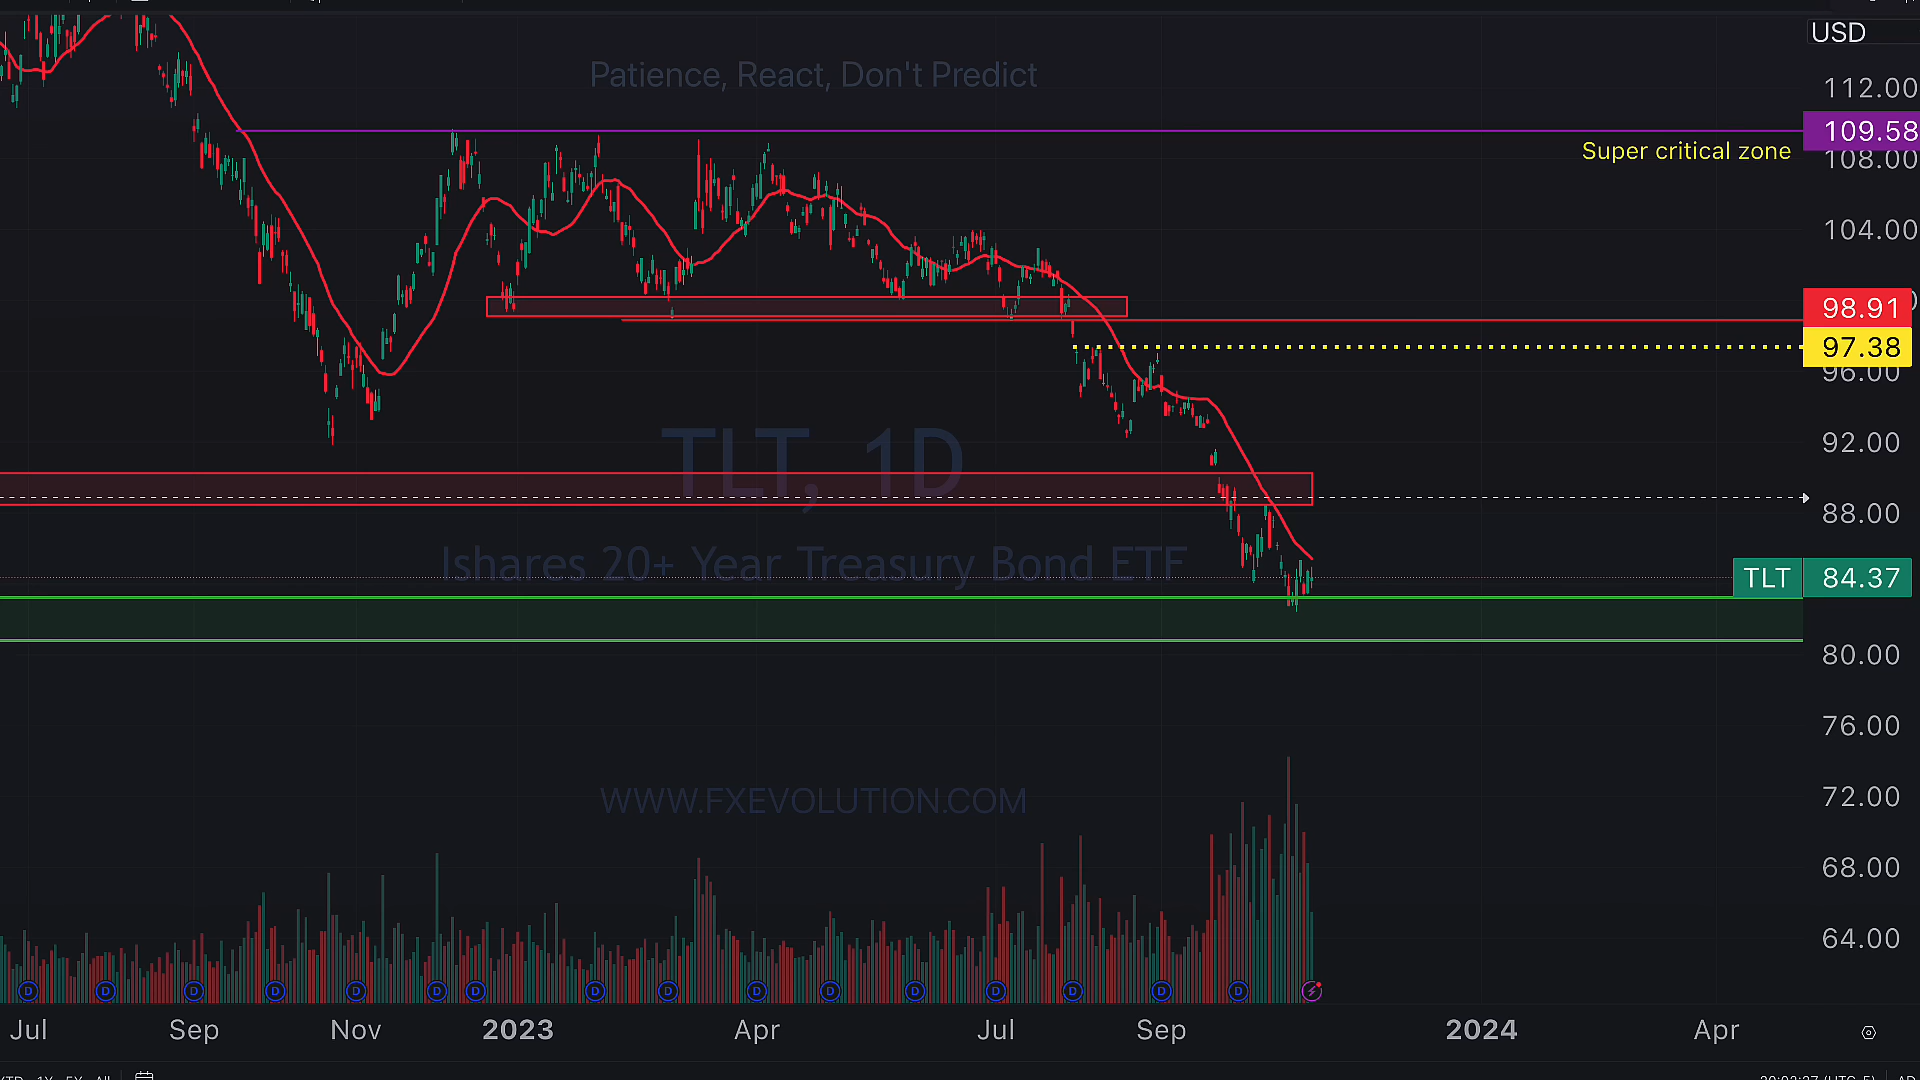 USD
Patience, React, Don't Predict
112.00
109.58
108.00
Super critical zone
104.00
98.91
97.38
96.00
TLT, 1D
92.00
88.00
Ishares 20+ Year Treasury Bond ETF
TLT 84.37
80.00
76.00
WWW.FXEVOLUTION.COM
72.00
68.00
64.00
D D D D D D D D D D D D D D D D
Jul Sep Nov 2023 Apr Jul Sep 2024 Apr